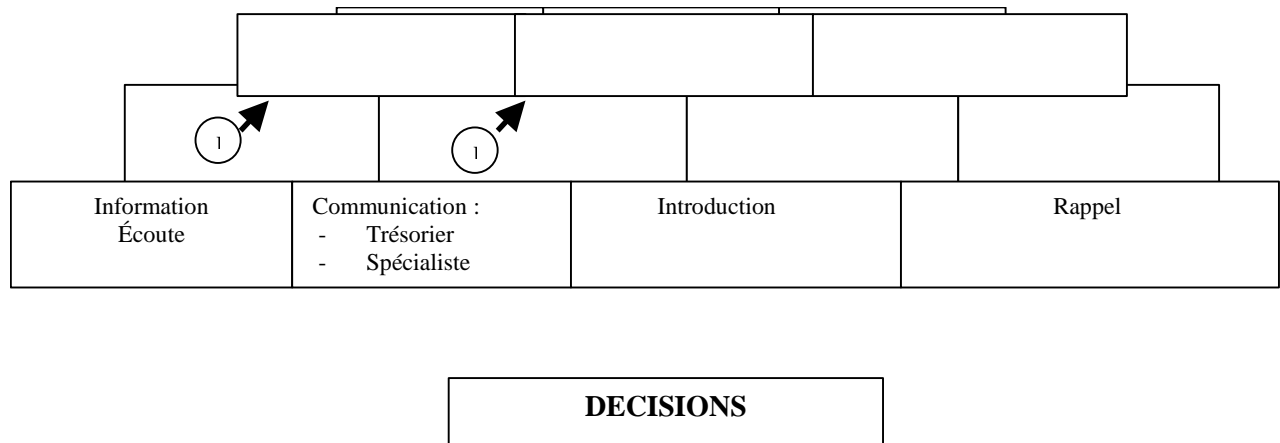 1
1
Information
Écoute
Communication :
- Trésorier
- Spécialiste
Introduction
Rappel
DECISIONS